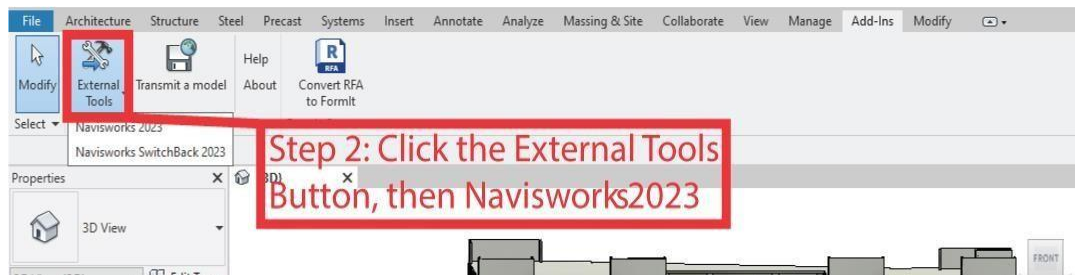 File Architecture Structure Steel Precast Systems Insert Annotate Analyze Massing & Site Collaborate View Manage Add-Ins Modify
Modify
External Tools
Transmit a model
Help
About
R
RFA
Convert RFA
to FormIt
Select
Navisworks 2023
Navisworks SwitchBack 2023
Step 2: Click the External Tools
Button, then Navisworks2023
Properties
3D View
FRONT